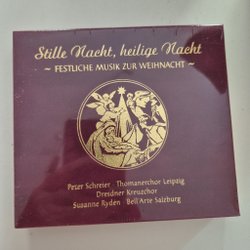 Stille Nacht, heilige Nacht
~ FESTLICHE MUSIK ZUR WEIHNACHT ~
Peter Schreier Thomanerchor Leipzig
Dresdner Kreuzchor
Susanne Ryden Bell'Arte Salzburg